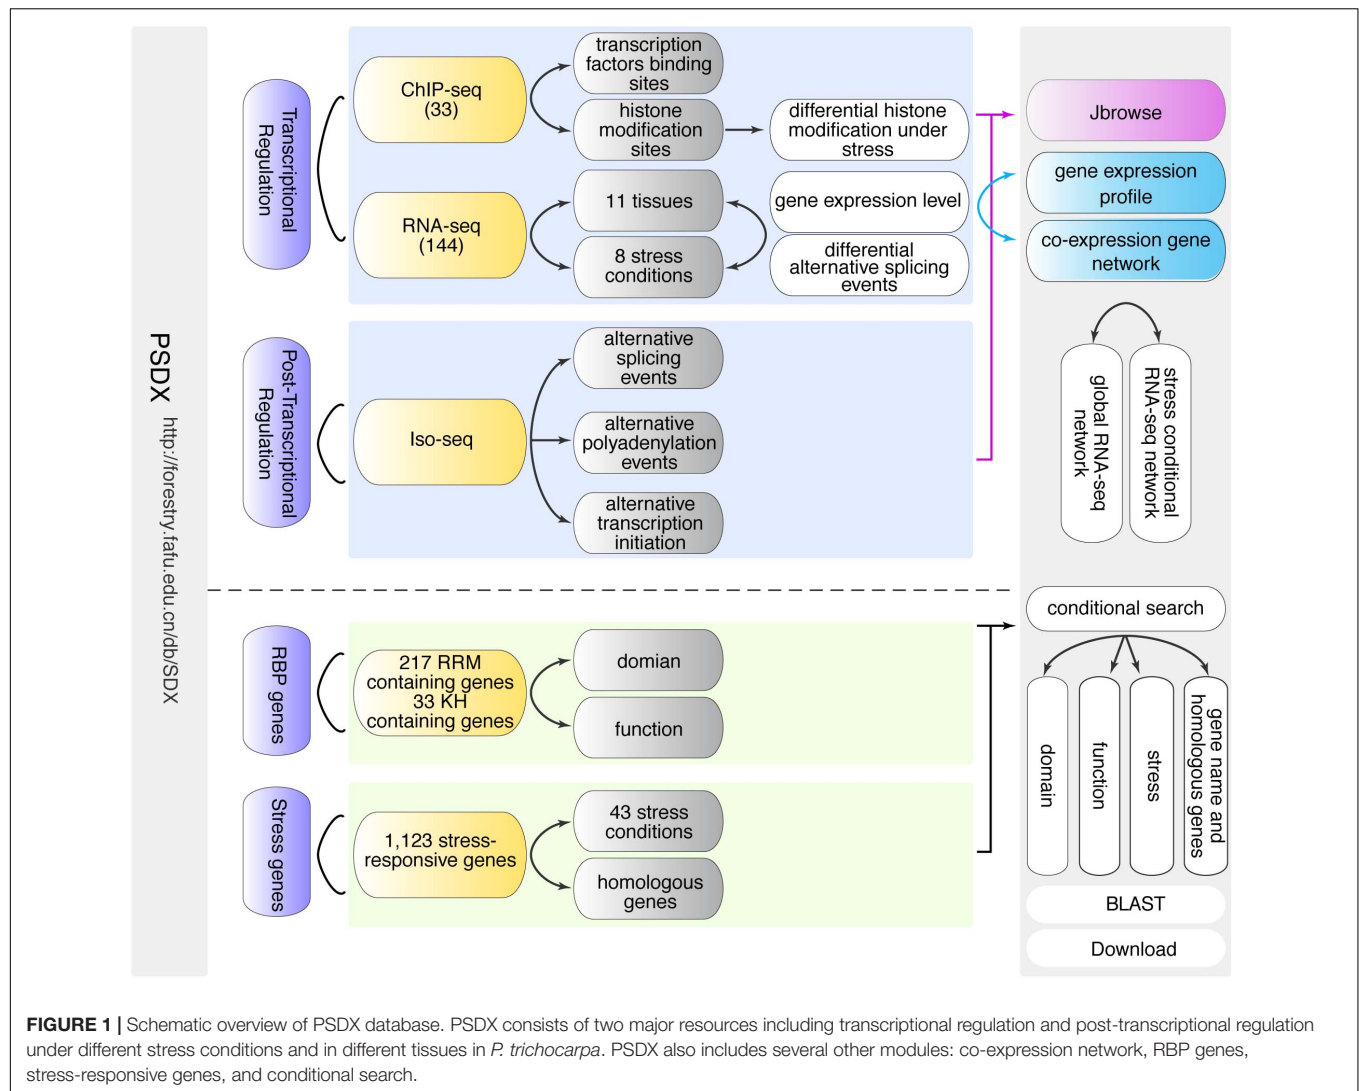 PSDX
http://forestry.fafu.edu.cn/db/SDX
Transcriptional
Regulation
ChIP-seq
(33)
transcription
factors binding
sites
histone
modification
sites
differential histone
modification under
stress
RNA-seq
(144)
11 tissues
8 stress
conditions
gene expression level
differential
alternative splicing
events
Post-Transcriptional
Regulation
Iso-seq
alternative
splicing
events
alternative
polyadenylation
events
alternative
transcription
initiation
RBP genes
217 RRM
containing genes
33 KH
containing genes
domian
function
Stress genes
1,123 stress-
responsive genes
43 stress
conditions
homologous
genes
Jbrowse
gene expression
profile
co-expression gene
network
global RNA-seq
network
stress conditional
RNA-seq network
conditional search
domain
function
stress
gene name and
homologous genes
BLAST
Download
FIGURE 1 | Schematic overview of PSDX database. PSDX consists of two major resources including transcriptional regulation and post-transcriptional regulation
under different stress conditions and in different tissues in P. trichocarpa. PSDX also includes several other modules: co-expression network, RBP genes,
stress-responsive genes, and conditional search.